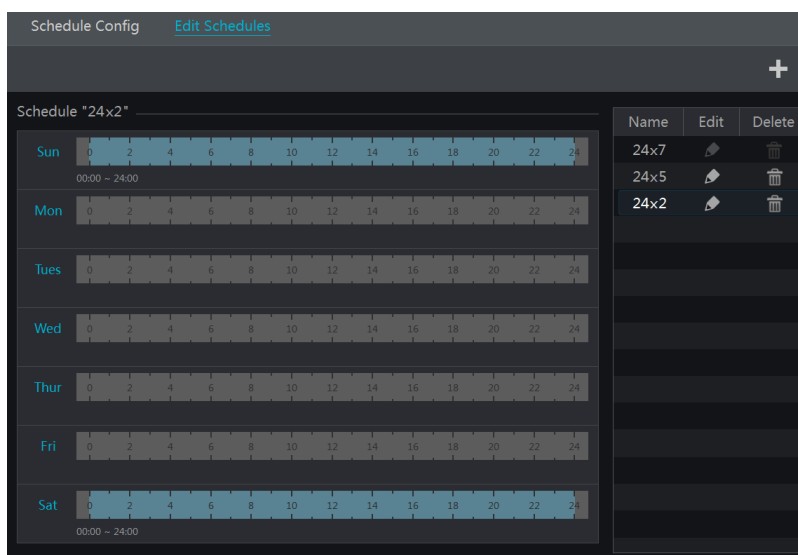 Schedule Config Edit Schedules
+
Schedule "24x2"
Sun 0 2 4 6 8 10 12 14 16 18 20 22 24
00:00 ~ 24:00
Mon 0 2 4 6 8 10 12 14 16 18 20 22 24
Tues 0 2 4 6 8 10 12 14 16 18 20 22 24
Wed 0 2 4 6 8 10 12 14 16 18 20 22 24
Thur 0 2 4 6 8 10 12 14 16 18 20 22 24
Fri 0 2 4 6 8 10 12 14 16 18 20 22 24
Sat 0 2 4 6 8 10 12 14 16 18 20 22 24
00:00 ~ 24:00
Name Edit Delete
24x7
24x5
24x2